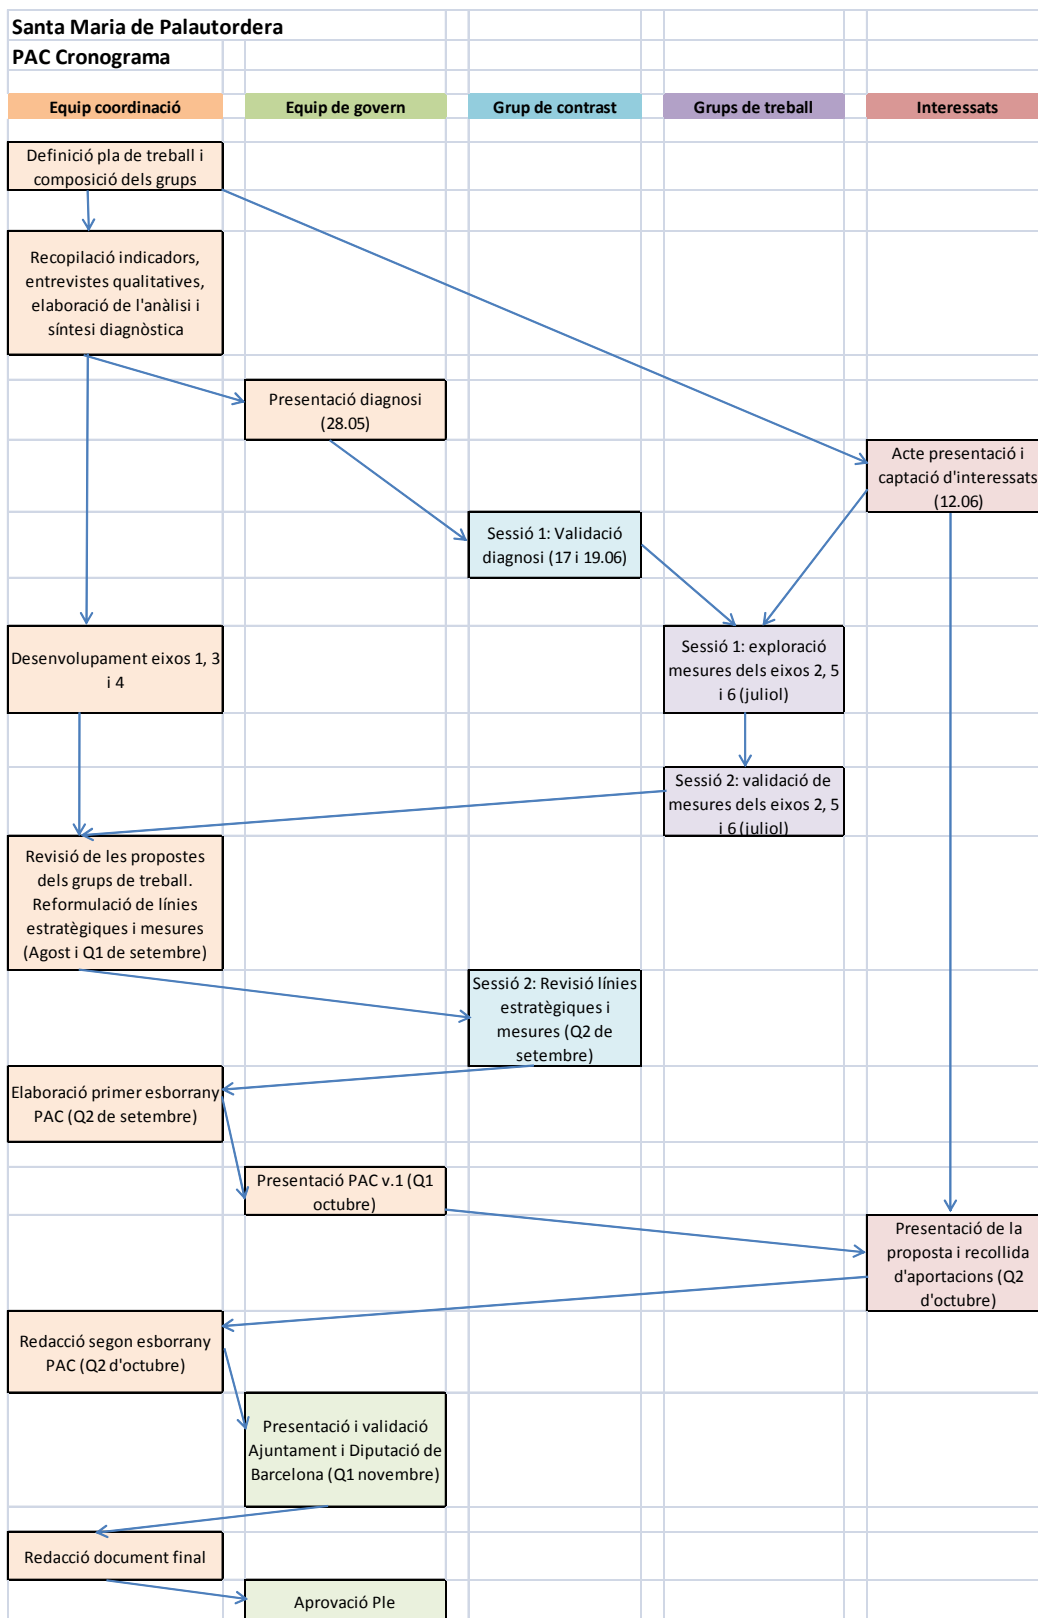 Santa Maria de Palautordera
PAC Cronograma
Equip coordinació
Equip de govern
Grup de contrast
Grups de treball
Interessats
Definició pla de treball i
composició dels grups
Recopilació indicadors,
entrevistes qualitatives,
elaboració de l'anàlisi i
síntesi diagnòstica
Presentació diagnosi
(28.05)
Acte presentació i
captació d'interessats
(12.06)
Sessió 1: Validació
diagnosi (17 i 19.06)
Desenvolupament eixos 1, 3
i 4
Sessió 1: exploració
mesures dels eixos 2, 5
i 6 (juliol)
Sessió 2: validació de
mesures dels eixos 2, 5
i 6 (juliol)
Revisió de les propostes
dels grups de treball.
Reformulació de línies
estratègiques i mesures
(Agost i Q1 de setembre)
Sessió 2: Revisió línies
estratègiques i
mesures (Q2 de
setembre)
Elaboració primer esborrany
PAC (Q2 de setembre)
Presentació PAC v.1 (Q1
octubre)
Presentació de la
proposta i recollida
d'aportacions (Q2
d'octubre)
Redacció segon esborrany
PAC (Q2 d'octubre)
Presentació i validació
Ajuntament i Diputació de
Barcelona (Q1 novembre)
Redacció document final
Aprovació Ple